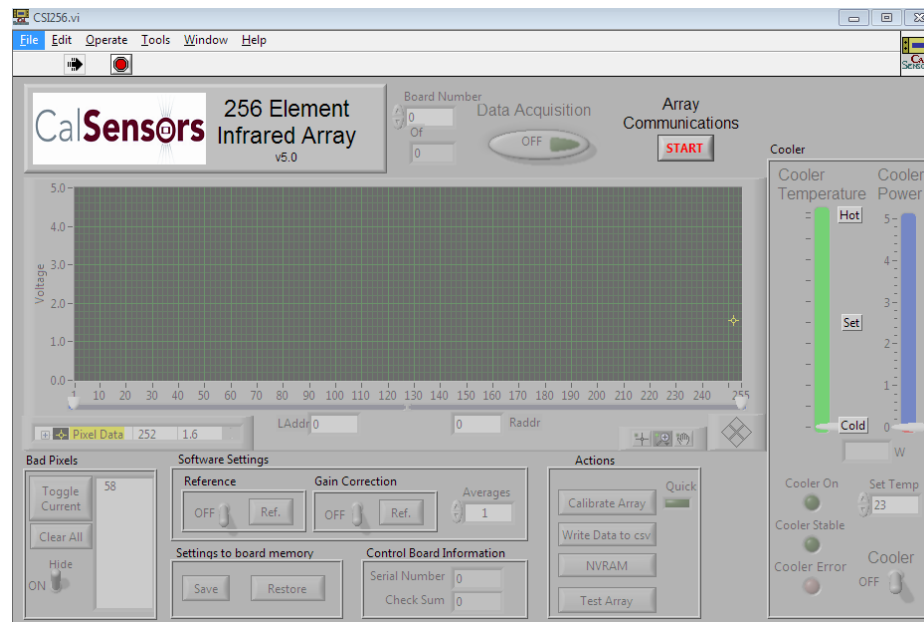 CSI256.vi
File Edit Operate Tools Window Help
CalSensors
256 Element
Infrared Array
v5.0
Board Number
0
Of
0
Data Acquisition
OFF
Array
Communications
START
Cooler
Cooler
Temperature
Cooler
Power
Hot
Set
Cold
5-
4-
3-
2-
1-
0-
W
Voltage
5.0
4.0
3.0
2.0
1.0
0.0
1 10 20 30 40 50 60 70 80 90 100 110 120 130 140 150 160 170 180 190 200 210 220 230 240 255
Pixel Data 252 1.6
LAddr 0
0 Raddr
Bad Pixels
Toggle
Current
58
Clear All
Hide
ON
Software Settings
Reference
OFF Ref.
Gain Correction
OFF Ref.
Averages
1
Settings to board memory
Save Restore
Control Board Information
Serial Number 0
Check Sum 0
Actions
Calibrate Array
Quick
Write Data to csv
NVRAM
Test Array
Cooler On
Set Temp
23
Cooler Stable
Cooler Error
Cooler
OFF